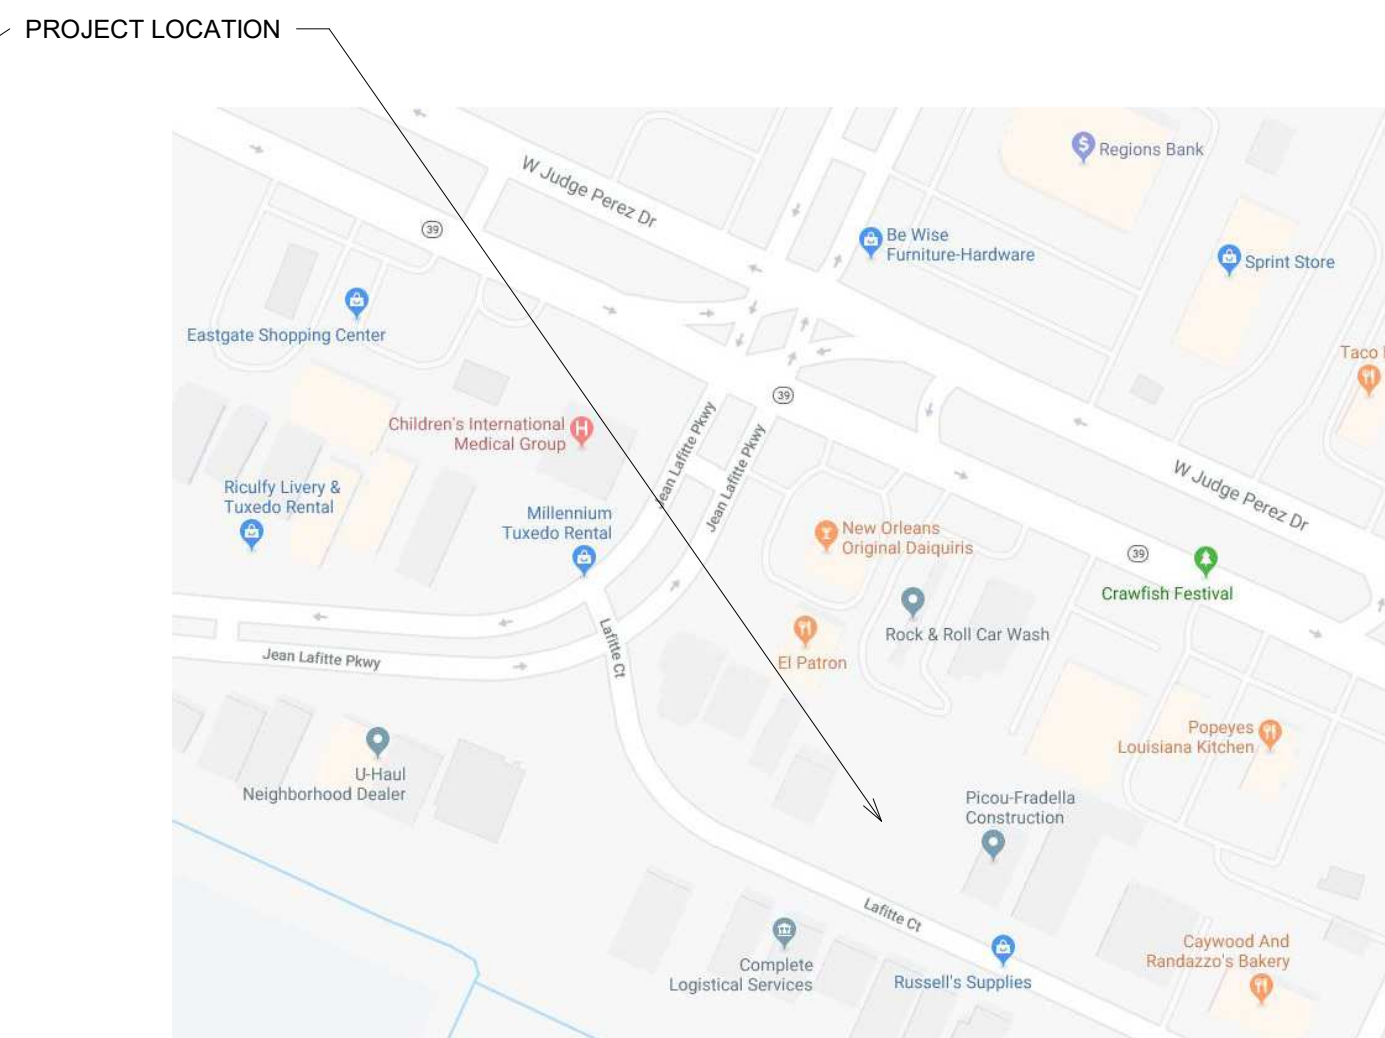 PROJECT LOCATION
Regions Bank
W Judge Perez Dr
39
Be Wise
Furniture-Hardware
Sprint Store
Eastgate Shopping Center
Taco
39
Children's International
Medical Group
H
Jean Lafitte Pkwy
Jean Lafitte Pkwy
Riculfy Livery &
Tuxedo Rental
Millennium
Tuxedo Rental
W Judge Perez Dr
New Orleans
Original Daiquiris
39
Crawfish Festival
Rock & Roll Car Wash
Lafitte Ct
El Patron
Jean Lafitte Pkwy
Popeyes
Louisiana Kitchen
U-Haul
Neighborhood Dealer
Picou-Fradella
Construction
Lafitte Ct
Caywood And
Randazzo's Bakery
Complete
Logistical Services
Russell's Supplies